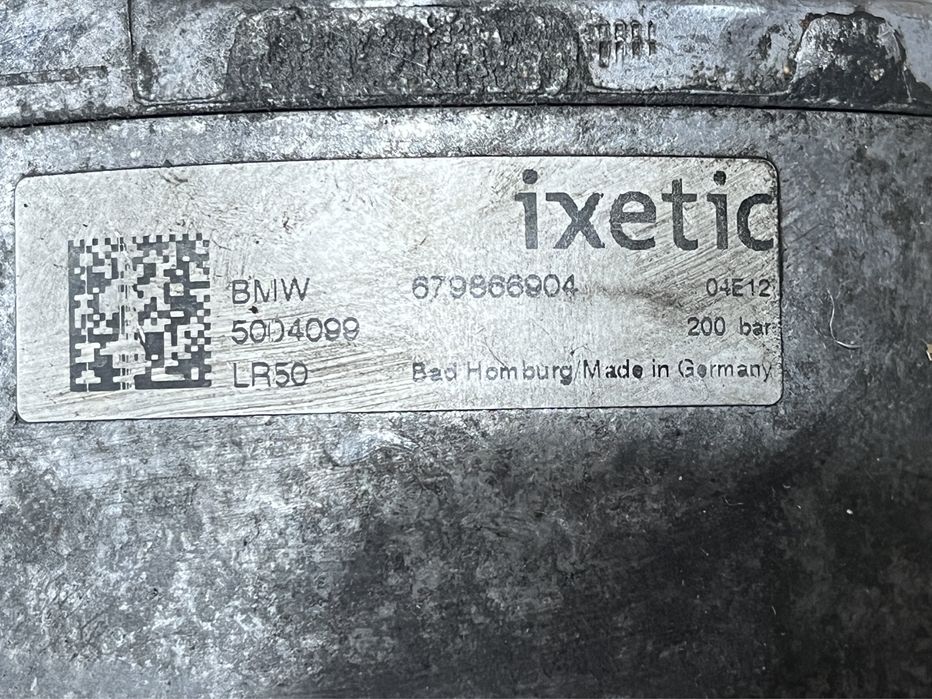 ixetic
BMW 679866904 04E12
50D4099 200 bar
LR50 Bad Homburg/Made in Germany